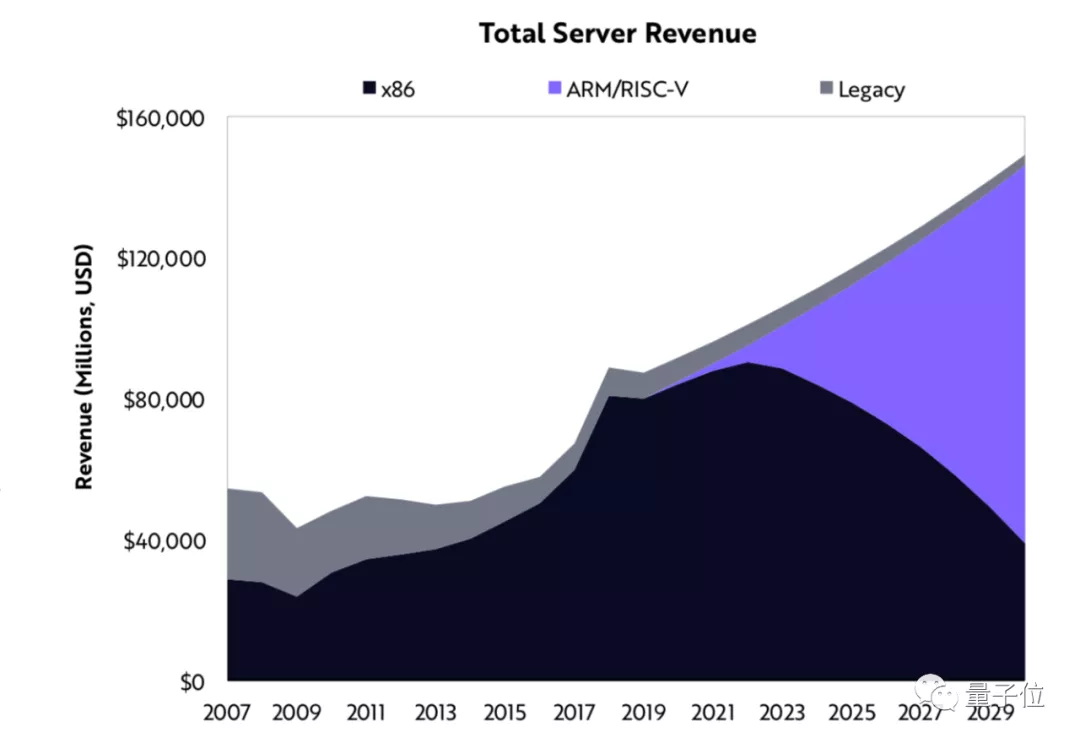 Total Server Revenue
x86 ARM/RISC-V Legacy
$160,000
$120,000
$80,000
$40,000
$0
Revenue (Millions, USD)
2007 2009 2011 2013 2015 2017 2019 2021 2023 2025 2027 2029
量子位